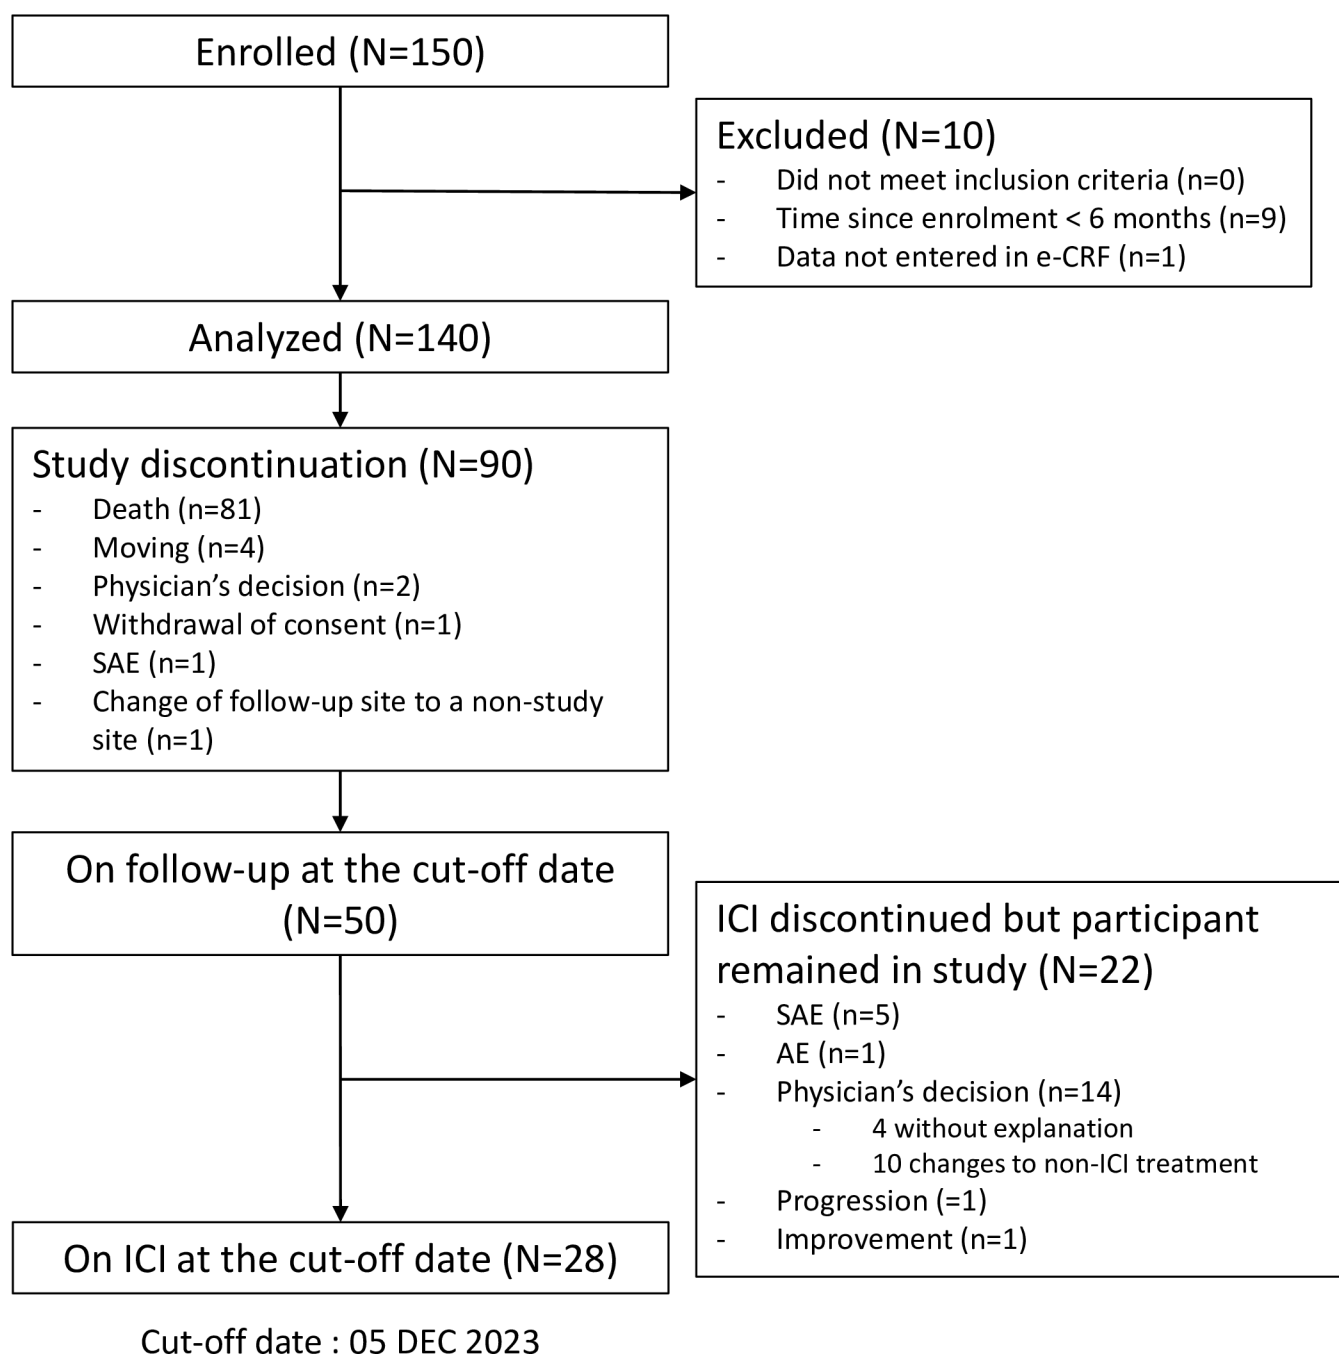 Enrolled (N=150)
Excluded (N=10)
- Did not meet inclusion criteria (n=0)
- Time since enrolment < 6 months (n=9)
- Data not entered in e-CRF (n=1)
Analyzed (N=140)
Study discontinuation (N=90)
- Death (n=81)
- Moving (n=4)
- Physician’s decision (n=2)
- Withdrawal of consent (n=1)
- SAE (n=1)
- Change of follow-up site to a non-study
site (n=1)
On follow-up at the cut-off date
(N=50)
ICI discontinued but participant
remained in study (N=22)
- SAE (n=5)
- AE (n=1)
- Physician’s decision (n=14)
- 4 without explanation
- 10 changes to non-ICI treatment
- Progression (=1)
- Improvement (n=1)
On ICI at the cut-off date (N=28)
Cut-off date : 05 DEC 2023